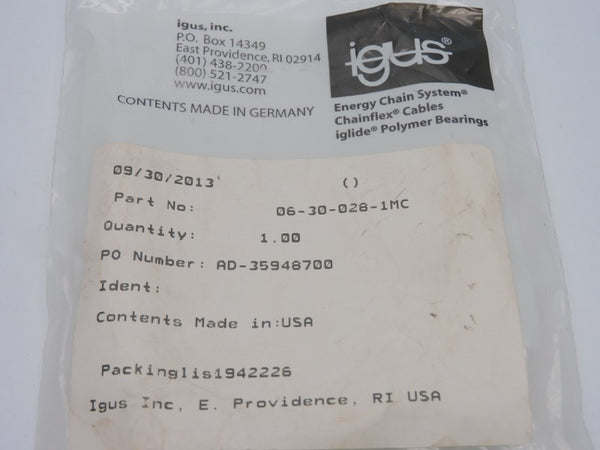 igus, inc.
P.O. Box 14349
East Providence, RI 02914
(401) 438-2200
(800) 521-2747
www.igus.com
CONTENTS MADE IN GERMANY
igus®
Energy Chain System®
Chainflex® Cables
iglide® Polymer Bearings
09/30/2013 ()
Part No: 06-30-028-1MC
Quantity: 1.00
PO Number: AD-35948700
Ident:
Contents Made in:USA
Packinglis1942226
Igus Inc, E. Providence, RI USA